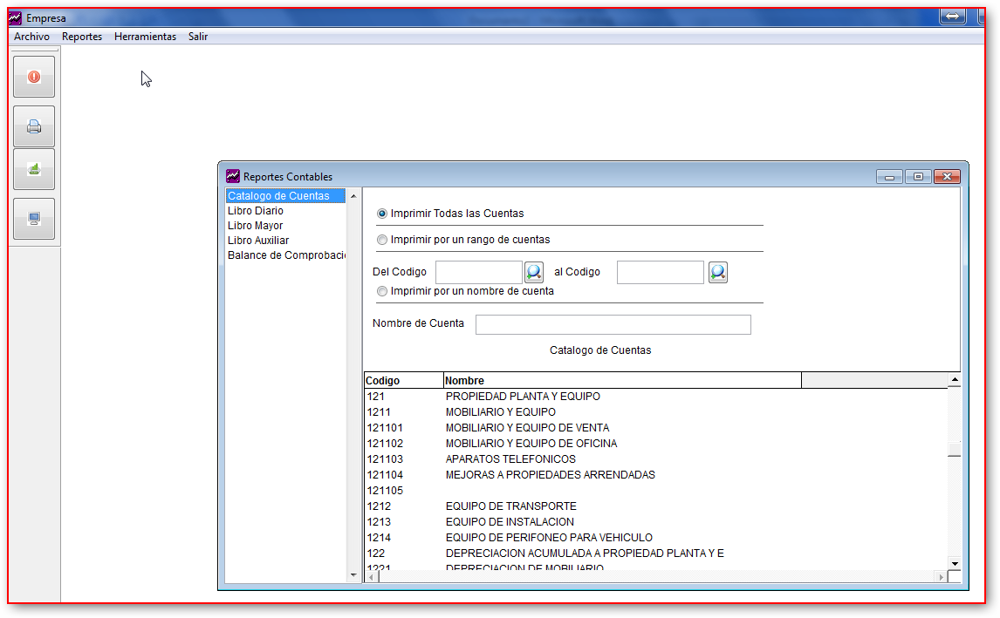 Empresa
Archivo Reportes Herramientas Salir
Reportes Contables
Catalogo de Cuentas
Libro Diario
Libro Mayor
Libro Auxiliar
Balance de Comprobaci
Imprimir Todas las Cuentas
Imprimir por un rango de cuentas
Del Codigo al Codigo
Imprimir por un nombre de cuenta
Nombre de Cuenta
Catalogo de Cuentas
Codigo Nombre
121 PROPIEDAD PLANTA Y EQUIPO
1211 MOBILIARIO Y EQUIPO
121101 MOBILIARIO Y EQUIPO DE VENTA
121102 MOBILIARIO Y EQUIPO DE OFICINA
121103 APARATOS TELEFONICOS
121104 MEJORAS A PROPIEDADES ARRENDADAS
121105
1212 EQUIPO DE TRANSPORTE
1213 EQUIPO DE INSTALACION
1214 EQUIPO DE PERIFONEO PARA VEHICULO
122 DEPRECIACION ACUMULADA A PROPIEDAD PLANTA Y E
1221 DEPRECIACION DE MOBILIARIO